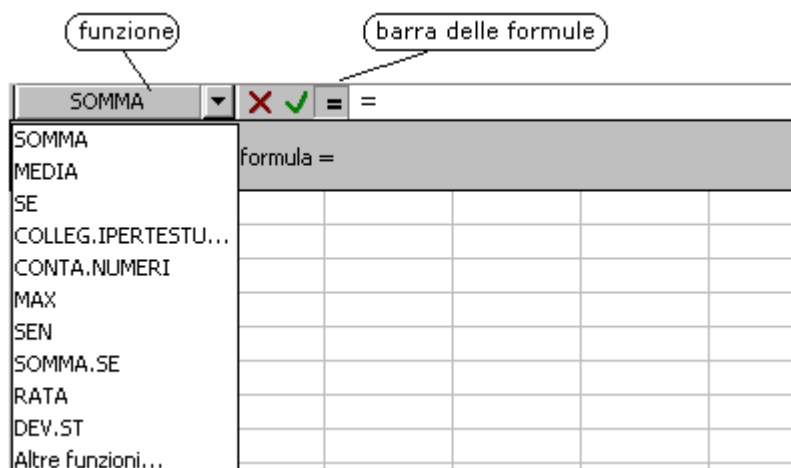 funzione
barra delle formule
SOMMA = =
SOMMA
formula =
MEDIA
SE
COLLEG.IPERTESTU...
CONTA.NUMERI
MAX
SEN
SOMMA.SE
RATA
DEV.ST
Altre funzioni...